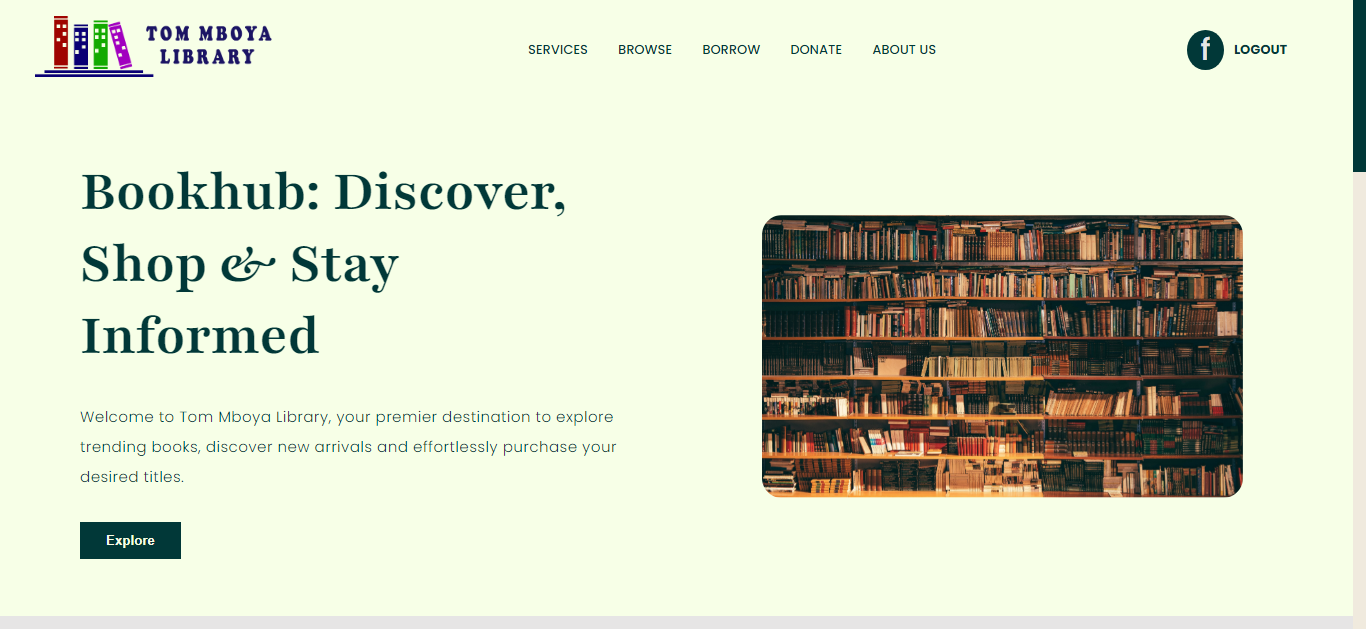 TOM MBOYA
LIBRARY
SERVICES BROWSE BORROW DONATE ABOUT US
f LOGOUT
Bookhub: Discover,
Shop & Stay
Informed
Welcome to Tom Mboya Library, your premier destination to explore
trending books, discover new arrivals and effortlessly purchase your
desired titles.
Explore